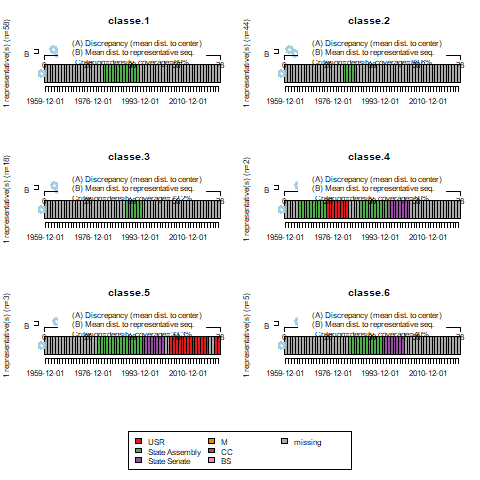 classe.1
1 representative(s) (n=58)
B
(A) Discrepancy (mean dist. to center)
(B) Mean dist. to representative seq.
1959-12-01 1976-12-01 1993-12-01 2010-12-01
classe.2
1 representative(s) (n=44)
B
(A) Discrepancy (mean dist. to center)
(B) Mean dist. to representative seq.
1959-12-01 1976-12-01 1993-12-01 2010-12-01
classe.3
1 representative(s) (n=18)
B
(A) Discrepancy (mean dist. to center)
(B) Mean dist. to representative seq.
1959-12-01 1976-12-01 1993-12-01 2010-12-01
classe.4
1 representative(s) (n=2)
B
(A) Discrepancy (mean dist. to center)
(B) Mean dist. to representative seq.
1959-12-01 1976-12-01 1993-12-01 2010-12-01
classe.5
1 representative(s) (n=3)
B
(A) Discrepancy (mean dist. to center)
(B) Mean dist. to representative seq.
1959-12-01 1976-12-01 1993-12-01 2010-12-01
classe.6
1 representative(s) (n=5)
B
(A) Discrepancy (mean dist. to center)
(B) Mean dist. to representative seq.
1959-12-01 1976-12-01 1993-12-01 2010-12-01
USR
State Assembly
State Senate
M
CC
BS
missing